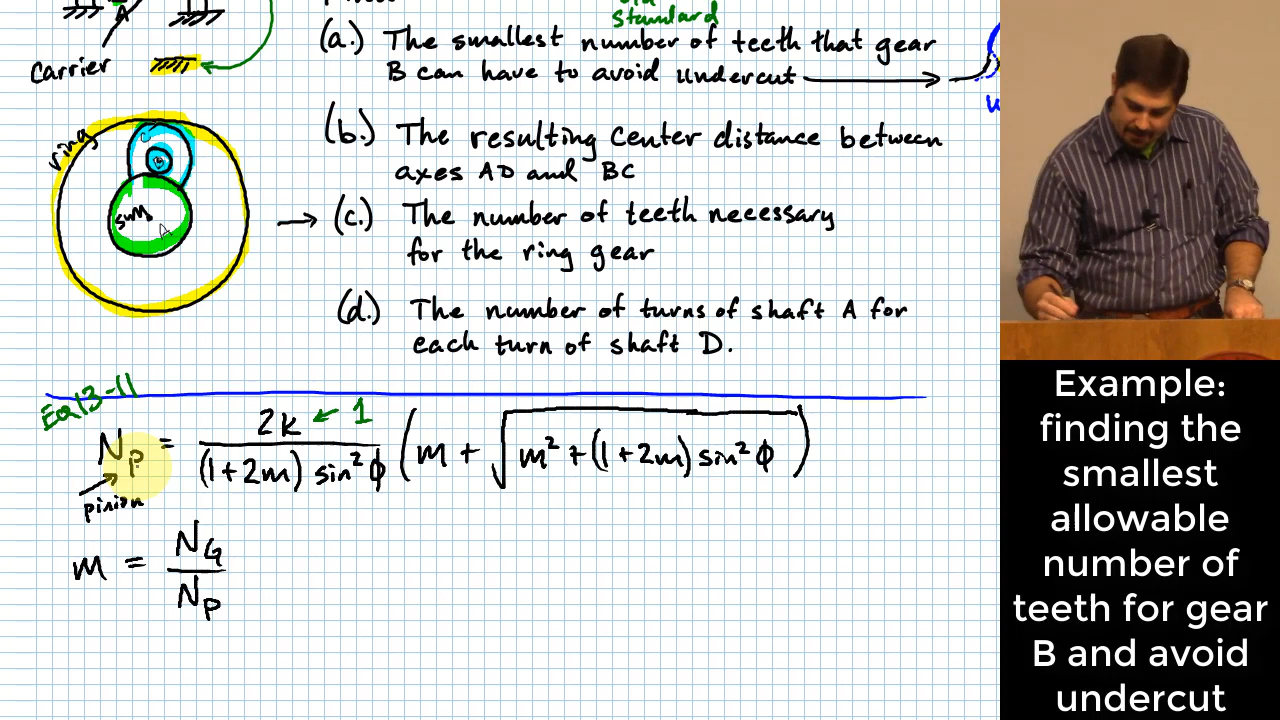 old
standard
A
Carrier
(a.) The smallest number of teeth that gear
B can have to avoid undercut
(b.) The resulting center distance between
axes AD and BC
ring
sun
A
(c.) The number of teeth necessary
for the ring gear
(d.) The number of turns of shaft A for
each turn of shaft D.
Eq 13-11
N_P = 2k / ((1+2m) sin²φ) (m + √(m² + (1+2m) sin²φ))
1
pinion
m = N_G / N_P
Example:
finding the
smallest
allowable
number of
teeth for gear
B and avoid
undercut